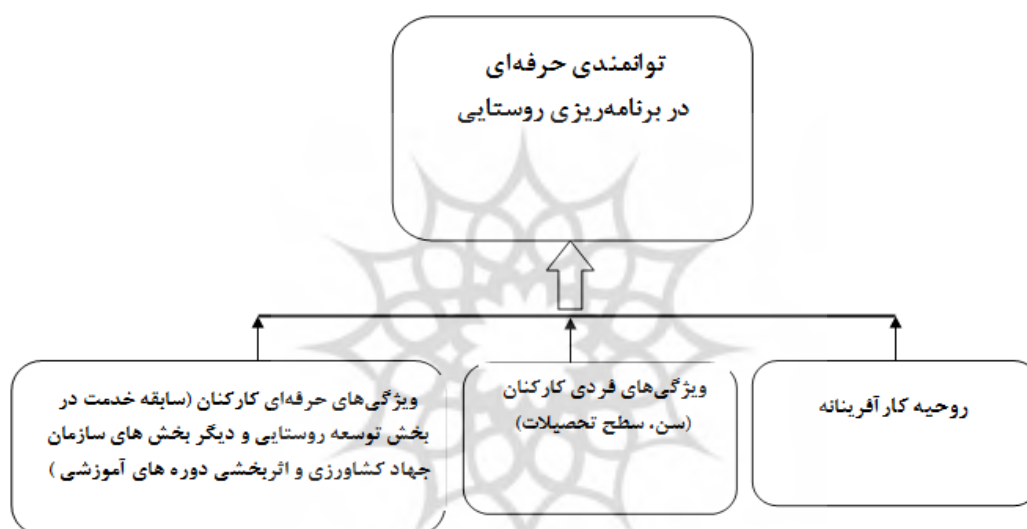 توانمندی حرفه‌ای
در برنامه‌ریزی روستایی
روحیه کارآفرینانه
ویژگی‌های فردی کارکنان
(سن، سطح تحصیلات)
ویژگی‌های حرفه‌ای کارکنان (سابقه خدمت در
بخش توسعه روستایی و دیگر بخش های سازمان
جهاد کشاورزی و اثربخشی دوره های آموزشی )